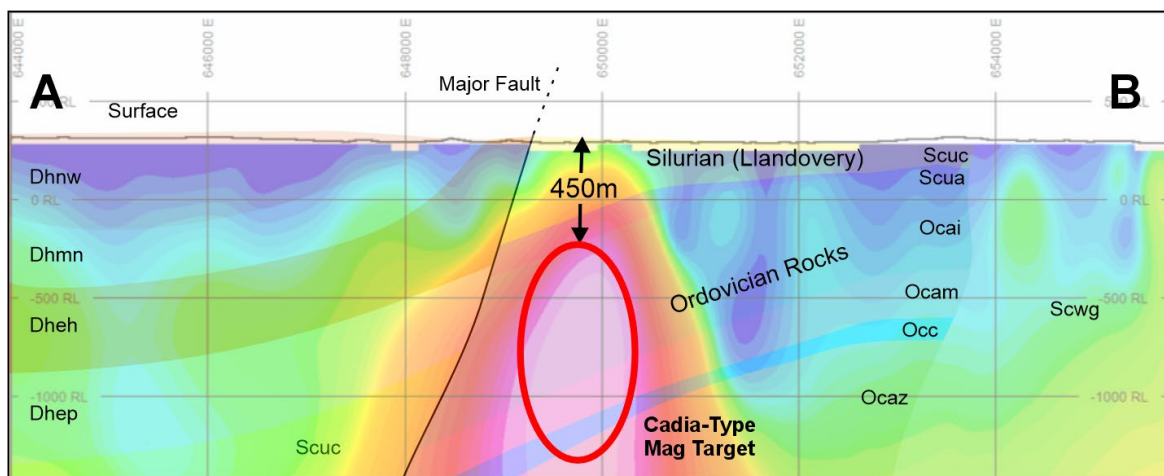 644000 E
646000 E
648000 E
650000 E
652000 E
654000 E
A
B
Major Fault
Surface
Silurian (Llandovery)
Scuc
Scua
Dhnw
450m
0 RL
0 RL
Ocai
Dhmn
Ordovician Rocks
Ocam
-500 RL
-500 RL
Scwg
Dheh
Occ
-1000 RL
-1000 RL
Ocaz
Dhep
Scuc
Cadia-Type
Mag Target